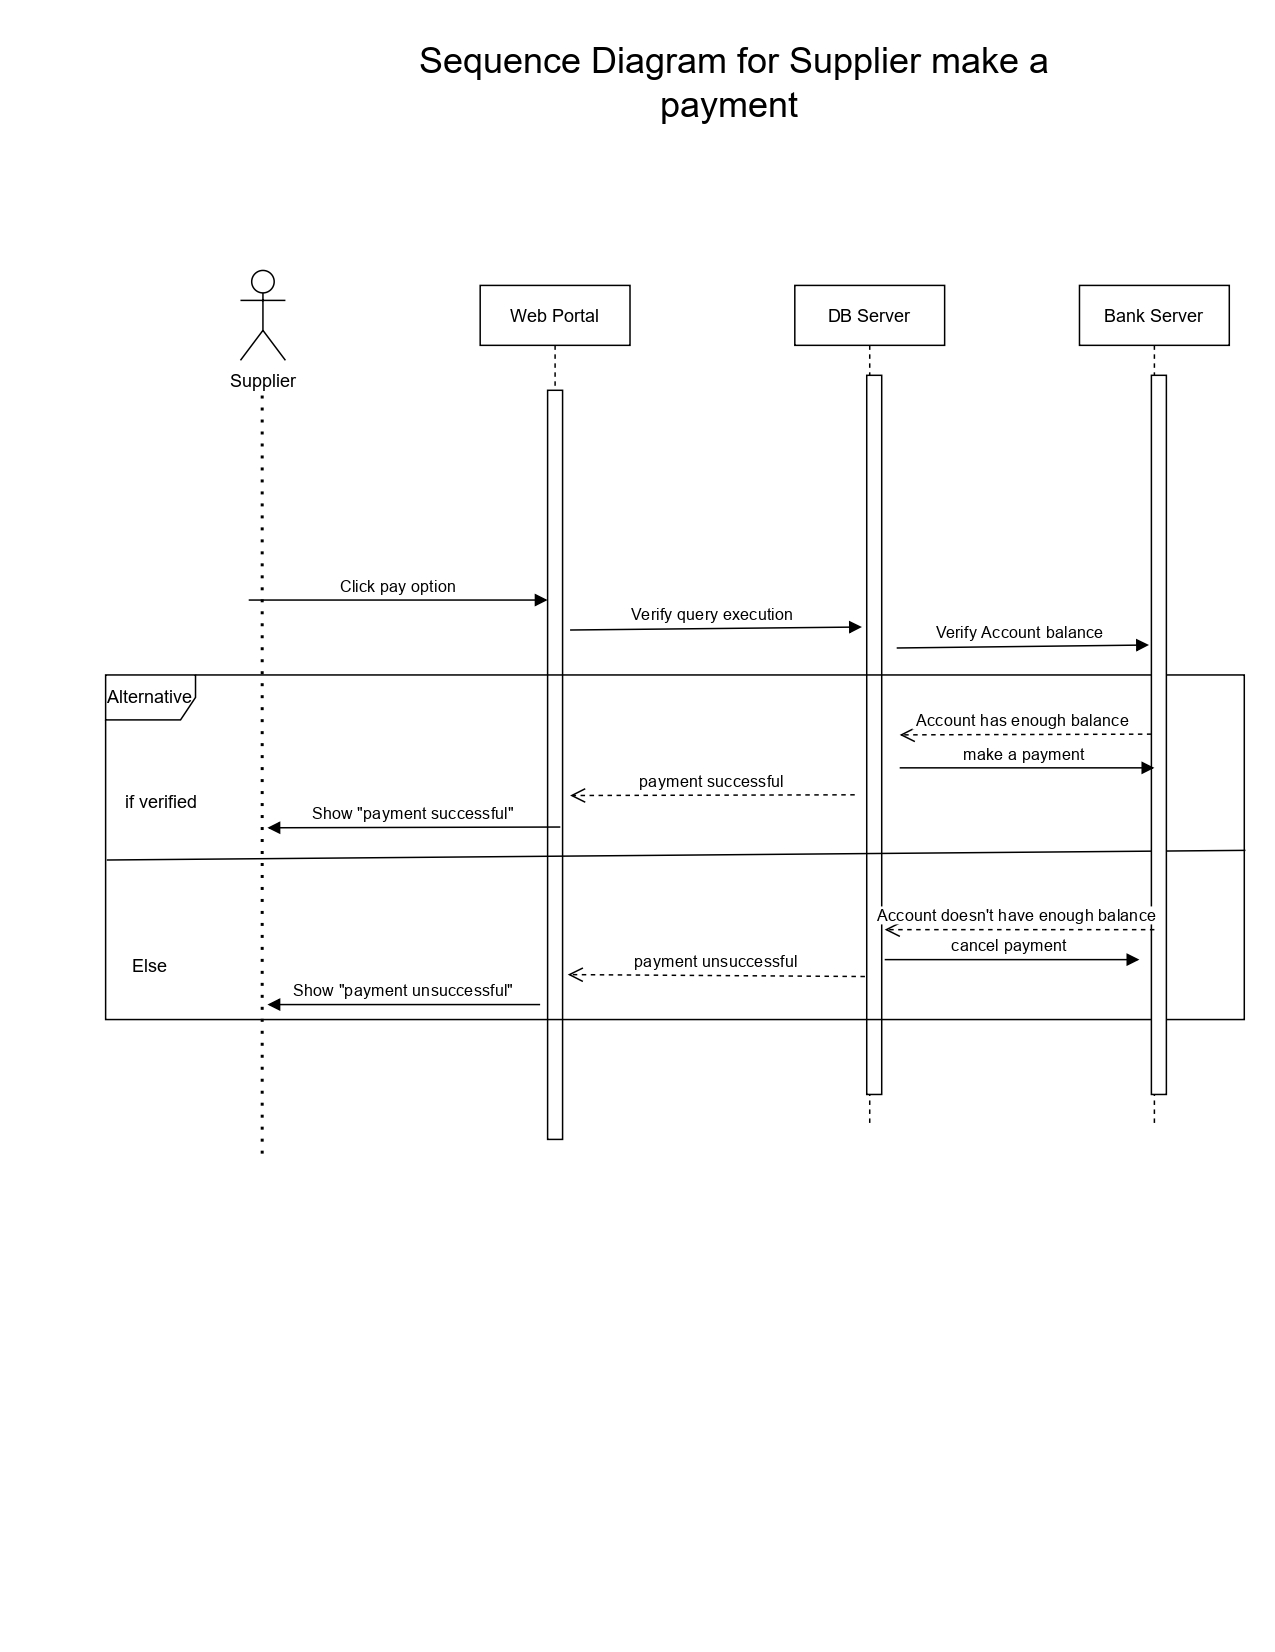 Sequence Diagram for Supplier make a
payment
Web Portal
DB Server
Bank Server
Supplier
Click pay option
Verify query execution
Verify Account balance
Alternative
Account has enough balance
make a payment
payment successful
if verified
Show "payment successful"
Account doesn't have enough balance
cancel payment
payment unsuccessful
Else
Show "payment unsuccessful"